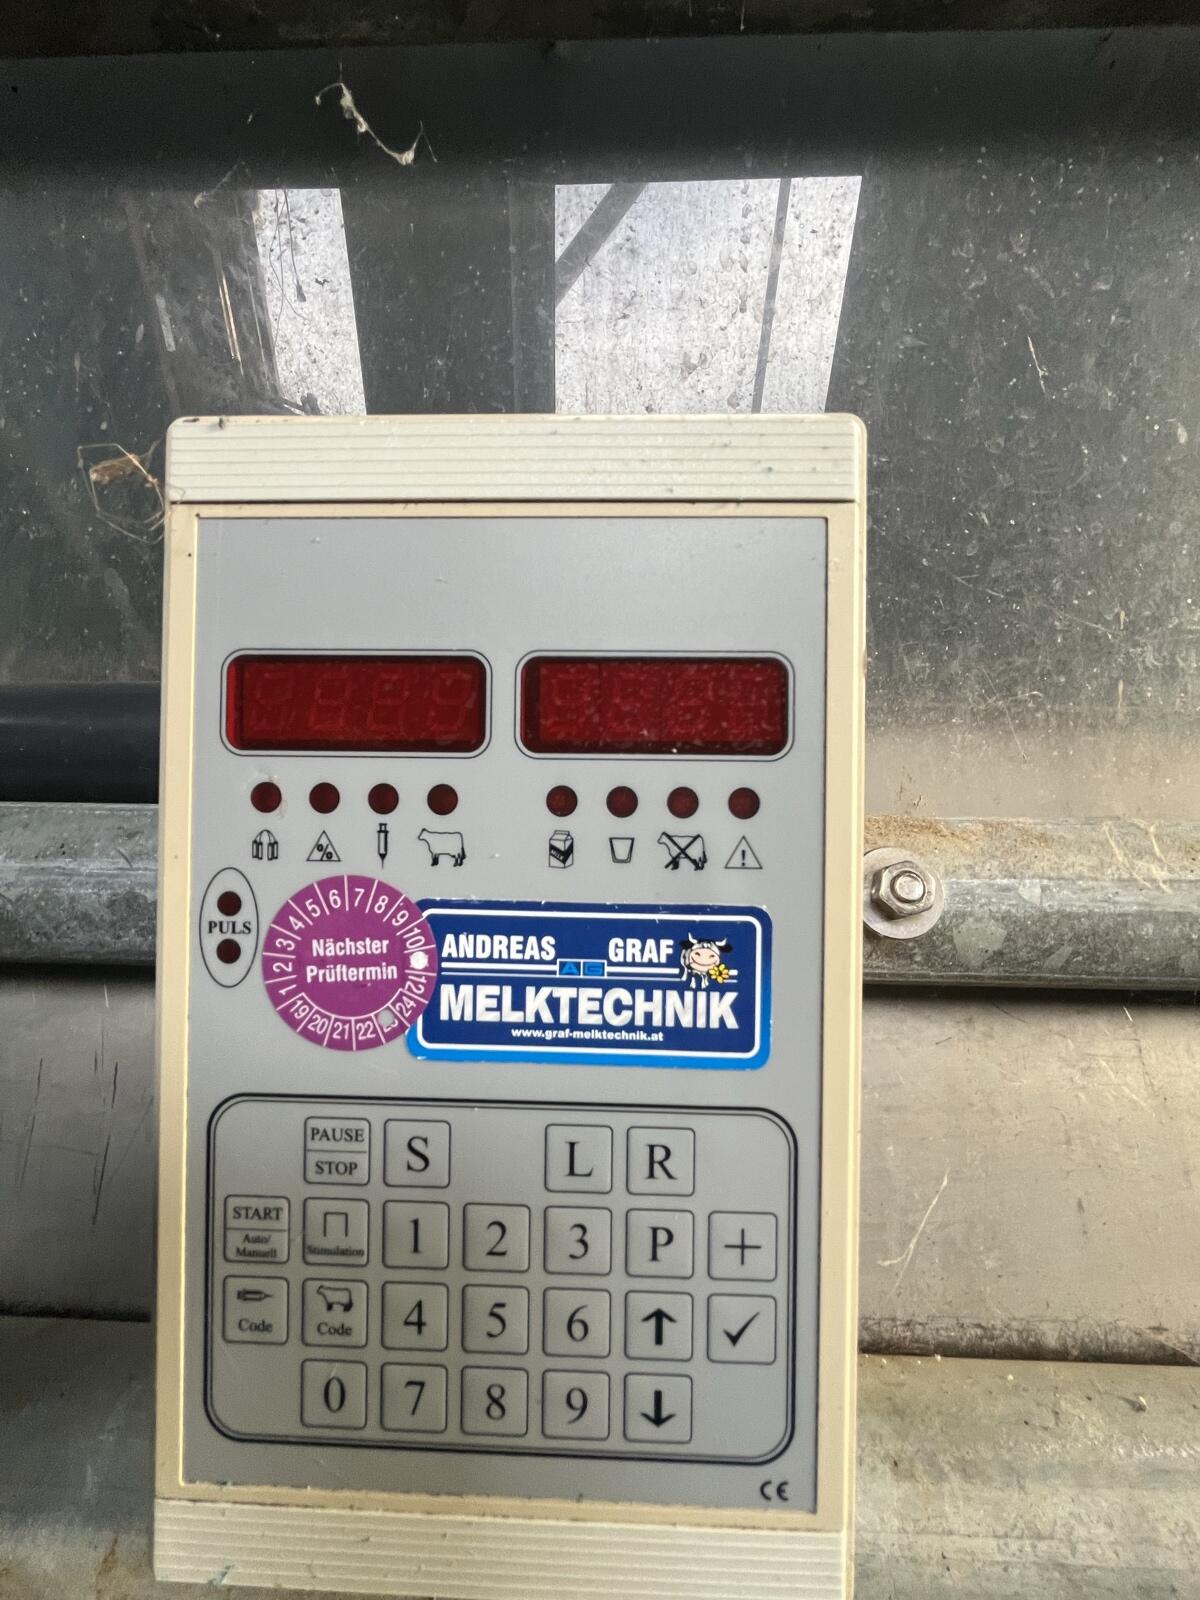 PULS
4 5 6 7 8 9 10
3
2
1
12
Nächster
Prüftermin
19 20 21 22 24
ANDREAS GRAF
AG
MELKTECHNIK
www.graf-melktechnik.at
PAUSE
STOP
S L R
START
Auto/
Manuell
Stimulation
1 2 3 P +
Code
Code
4 5 6 ↑ ✓
0 7 8 9 ↓
CE